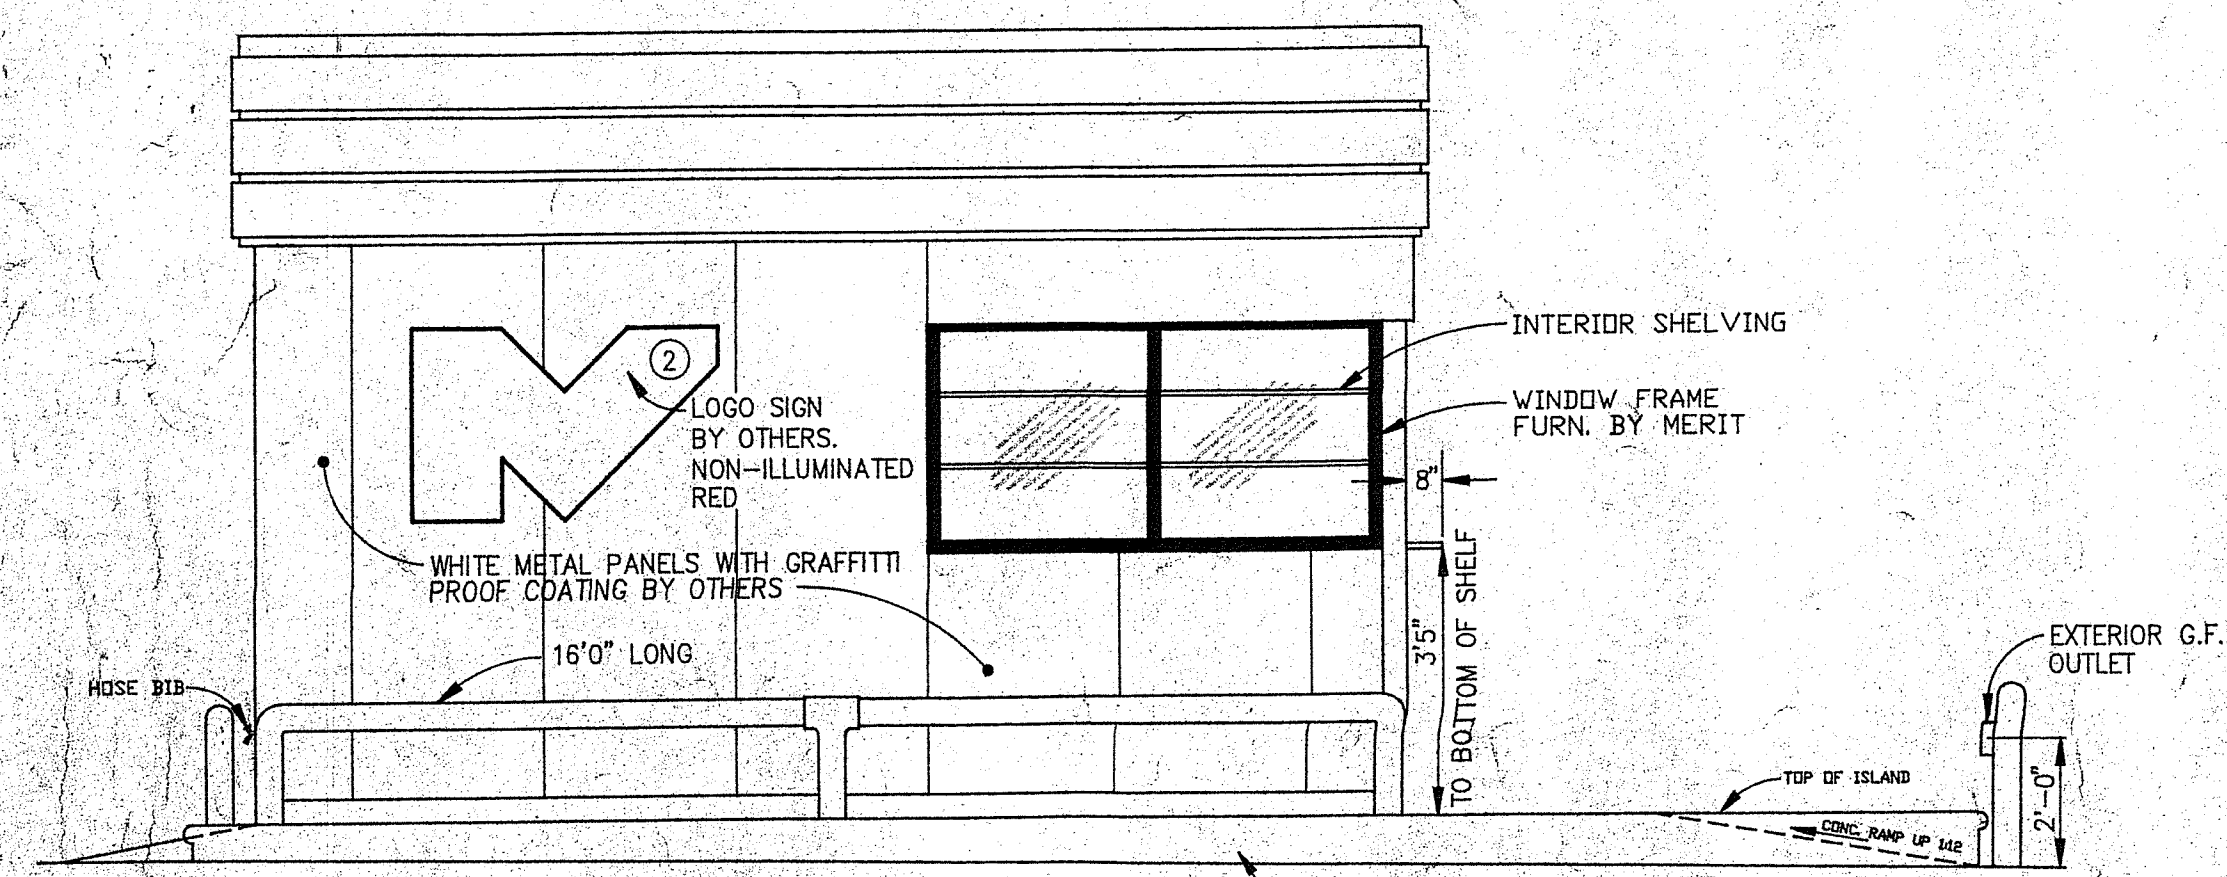 INTERIOR SHELVING
2
WINDOW FRAME
FURN. BY MERIT
LOGO SIGN
BY OTHERS.
NON-ILLUMINATED
RED
8"
WHITE METAL PANELS WITH GRAFFITTI
PROOF COATING BY OTHERS
3'5"
TO BOTTOM OF SHELF
16'0" LONG
HOSE BIB
EXTERIOR G.F.
OUTLET
TOP OF ISLAND
2'-0"
CONC. RAMP UP 1:12